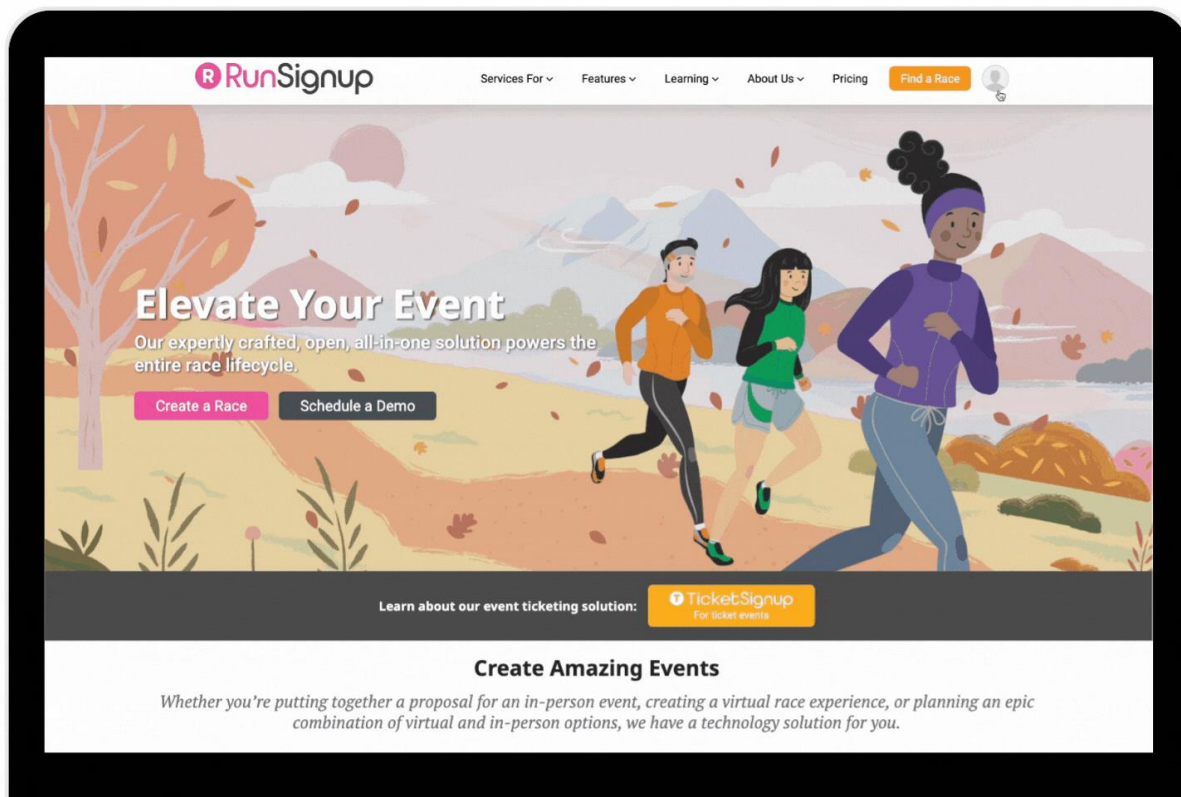 R RunSignup
Services For
Features
Learning
About Us
Pricing
Find a Race
Elevate Your Event
Our expertly crafted, open, all-in-one solution powers the
entire race lifecycle.
Create a Race
Schedule a Demo
Learn about our event ticketing solution:
T TicketSignup
For ticket events
Create Amazing Events
Whether you’re putting together a proposal for an in-person event, creating a virtual race experience, or planning an epic
combination of virtual and in-person options, we have a technology solution for you.